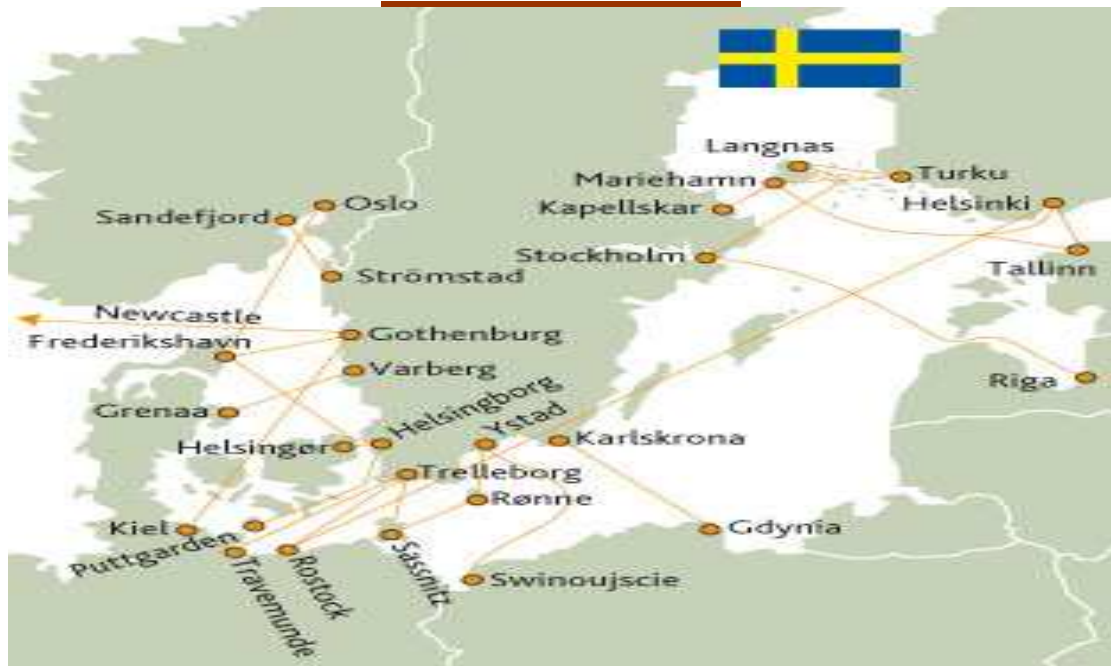 Langnas
Mariehamn
Turku
Kapellskar
Helsinki
Oslo
Sandefjord
Stockholm
Tallinn
Strömstad
Newcastle
Frederikshavn
Gothenburg
Varberg
Riga
Grenaa
Helsingborg
Ystad
Helsingør
Karlskrona
Trelleborg
Rønne
Kiel
Gdynia
Puttgarden
Travemunde
Rostock
Sassnitz
Swinoujscie